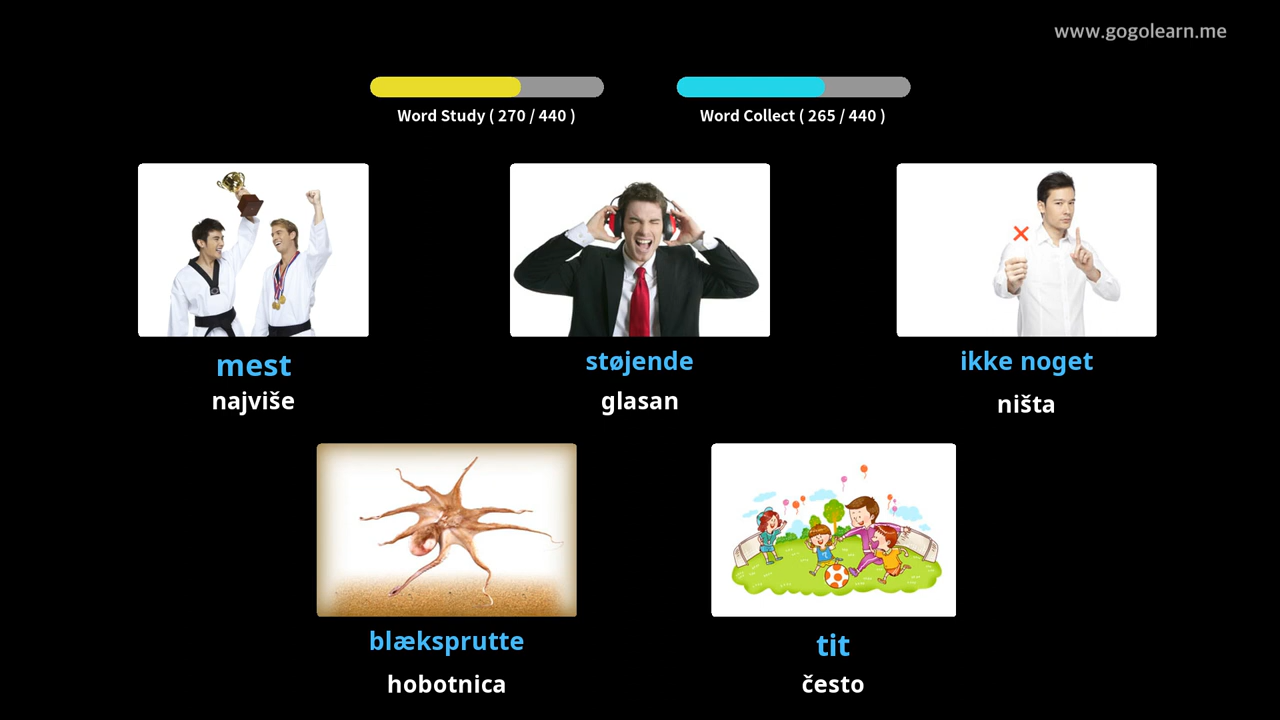 www.gogolearn.me
Word Study ( 270 / 440 )
Word Collect ( 265 / 440 )
mest
najviše
støjende
glasan
ikke noget
ništa
blæksprutte
hobotnica
tit
često